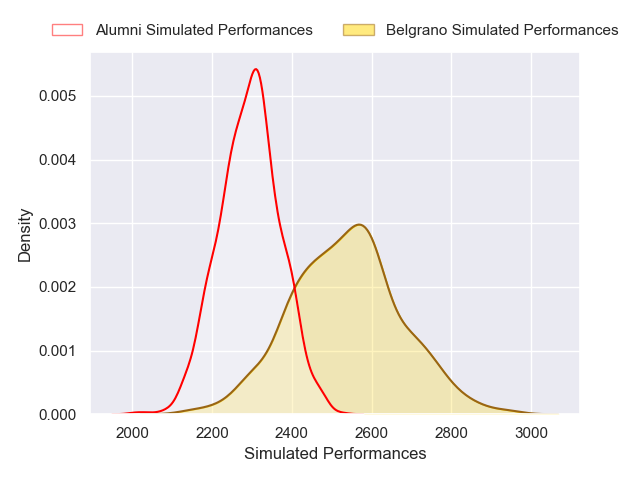 Alumni Simulated Performances Belgrano Simulated Performances
0.005
0.004
0.003
0.002
0.001
0.000
Density
2000 2200 2400 2600 2800 3000
Simulated Performances